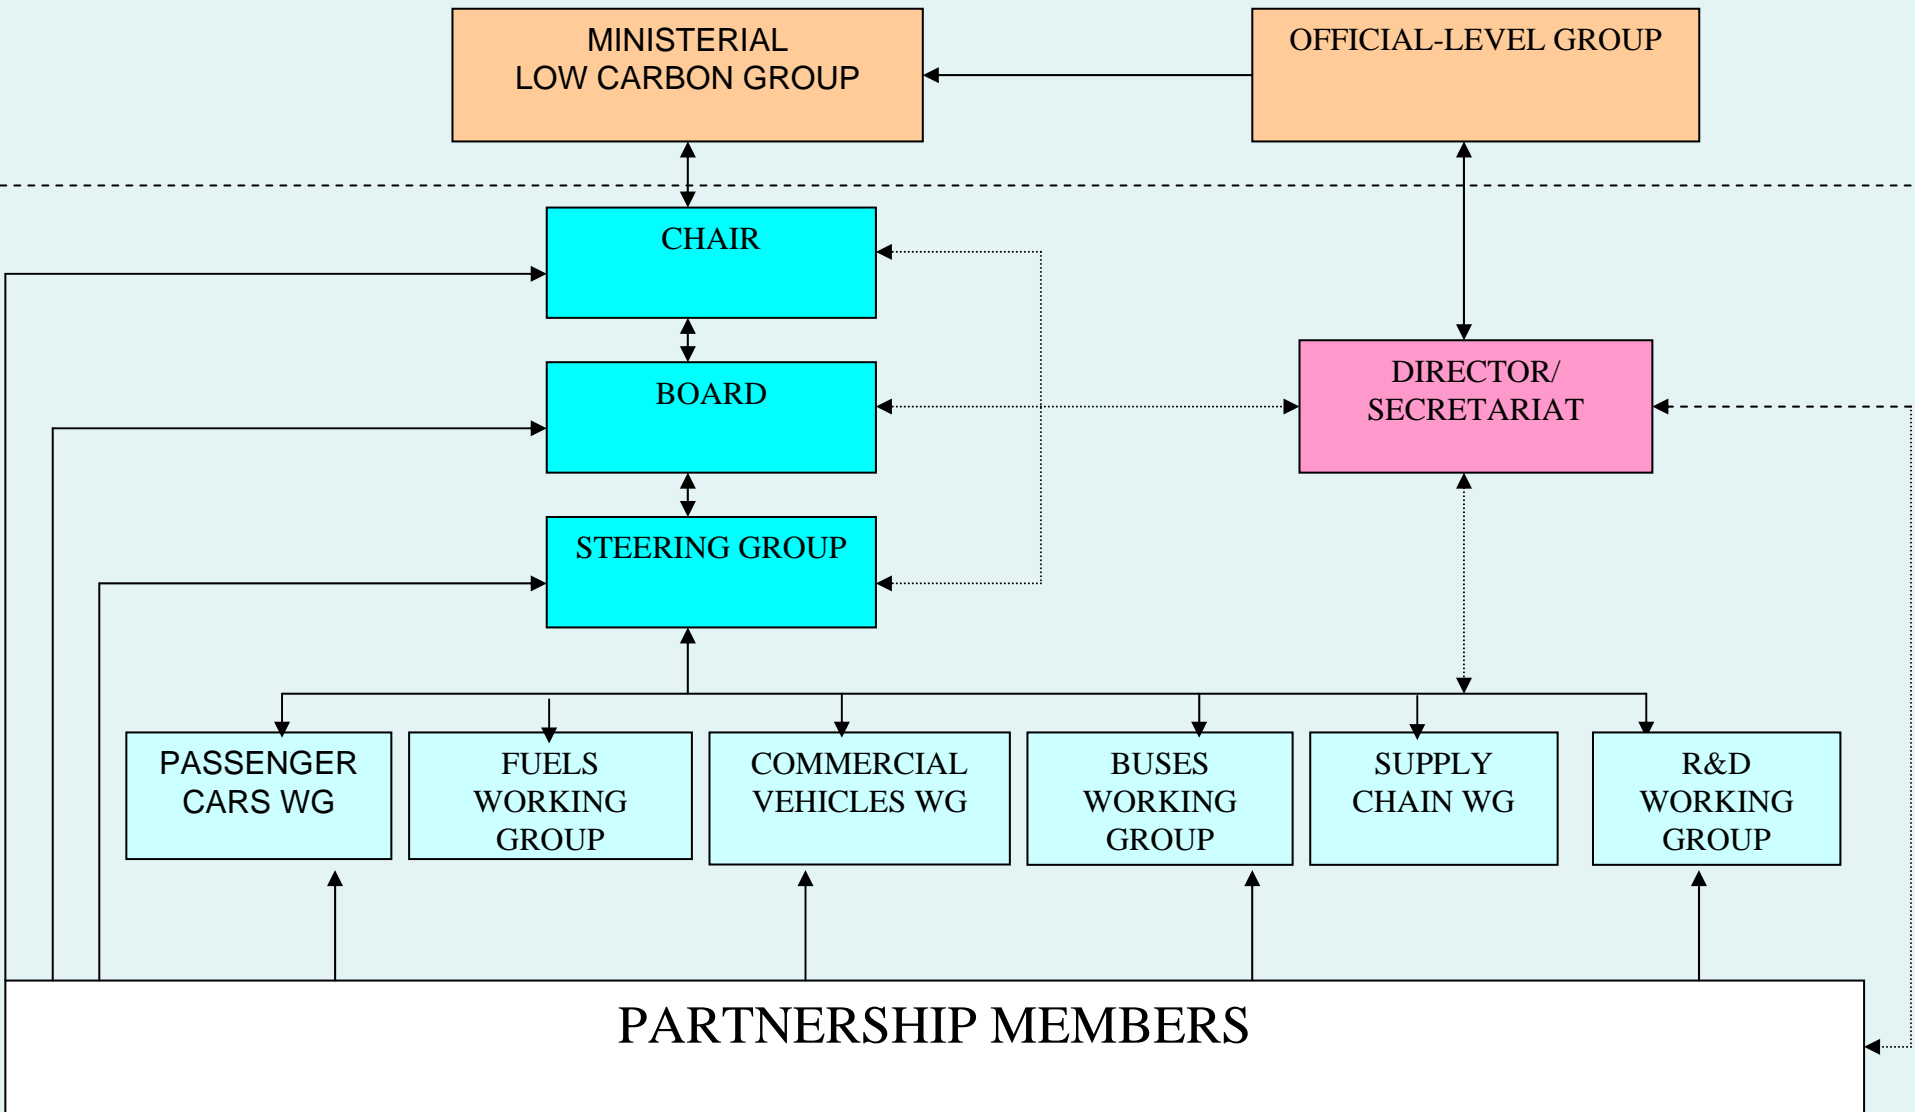 MINISTERIAL
LOW CARBON GROUP
OFFICIAL-LEVEL GROUP
CHAIR
BOARD
DIRECTOR/
SECRETARIAT
STEERING GROUP
PASSENGER
CARS WG
FUELS
WORKING
GROUP
COMMERCIAL
VEHICLES WG
BUSES
WORKING
GROUP
SUPPLY
CHAIN WG
R&D
WORKING
GROUP
PARTNERSHIP MEMBERS